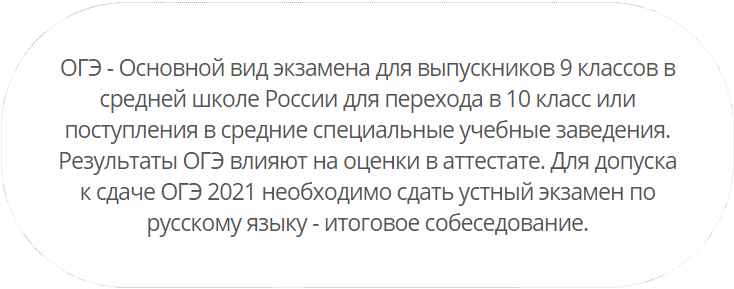 ОГЭ - Основной вид экзамена для выпускников 9 классов в
средней школе России для перехода в 10 класс или
поступления в средние специальные учебные заведения.
Результаты ОГЭ влияют на оценки в аттестате. Для допуска
к сдаче ОГЭ 2021 необходимо сдать устный экзамен по
русскому языку - итоговое собеседование.